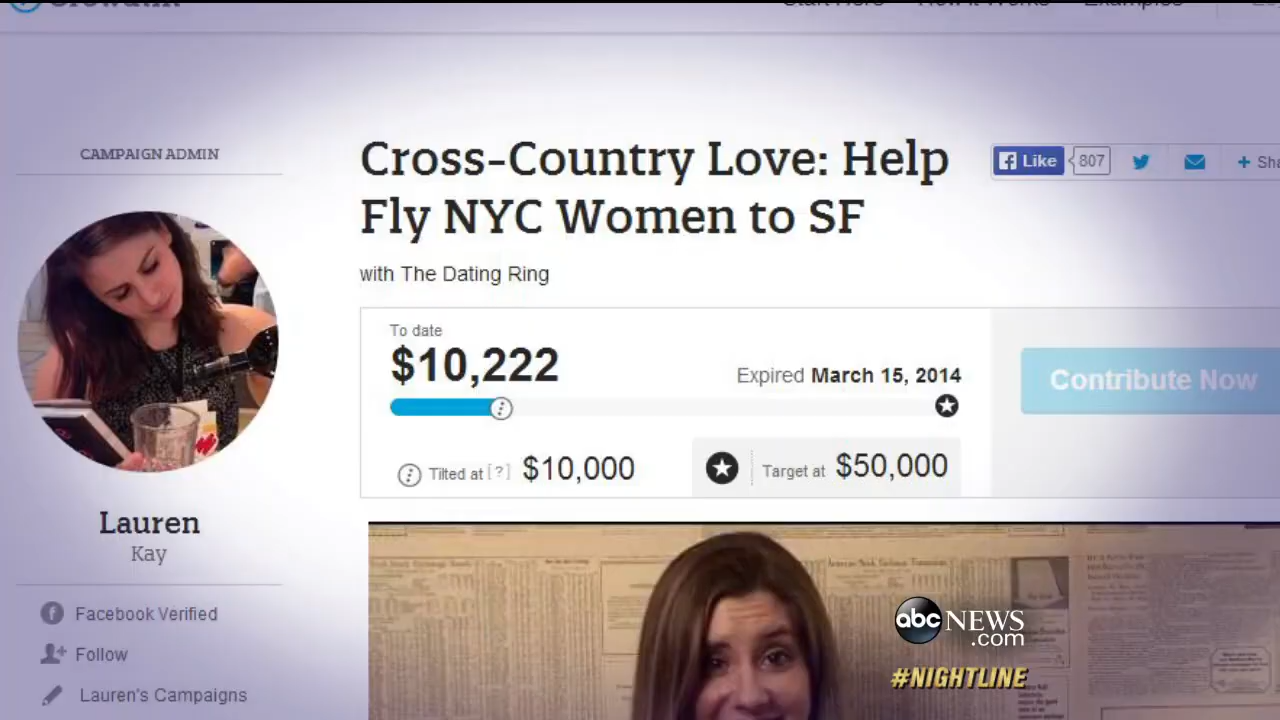 CAMPAIGN ADMIN
Cross-Country Love: Help
Fly NYC Women to SF
with The Dating Ring
Like
807
To date
$10,222
Expired March 15, 2014
Contribute Now
Tilted at [?] $10,000
Target at $50,000
Lauren
Kay
Facebook Verified
Follow
Lauren's Campaigns
abc NEWS
.com
#NIGHTLINE